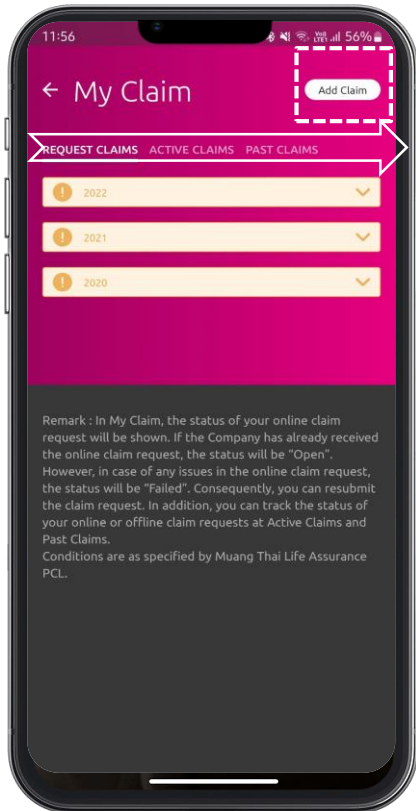 11:56 VoD LTE1 56%
My Claim
Add Claim
REQUEST CLAIMS ACTIVE CLAIMS PAST CLAIMS
2022
2021
2020
Remark : In My Claim, the status of your online claim
request will be shown. If the Company has already received
the online claim request, the status will be “Open”.
However, in case of any issues in the online claim request,
the status will be “Failed”. Consequently, you can resubmit
the claim request. In addition, you can track the status of
your online or offline claim requests at Active Claims and
Past Claims.
Conditions are as specified by Muang Thai Life Assurance
PCL.